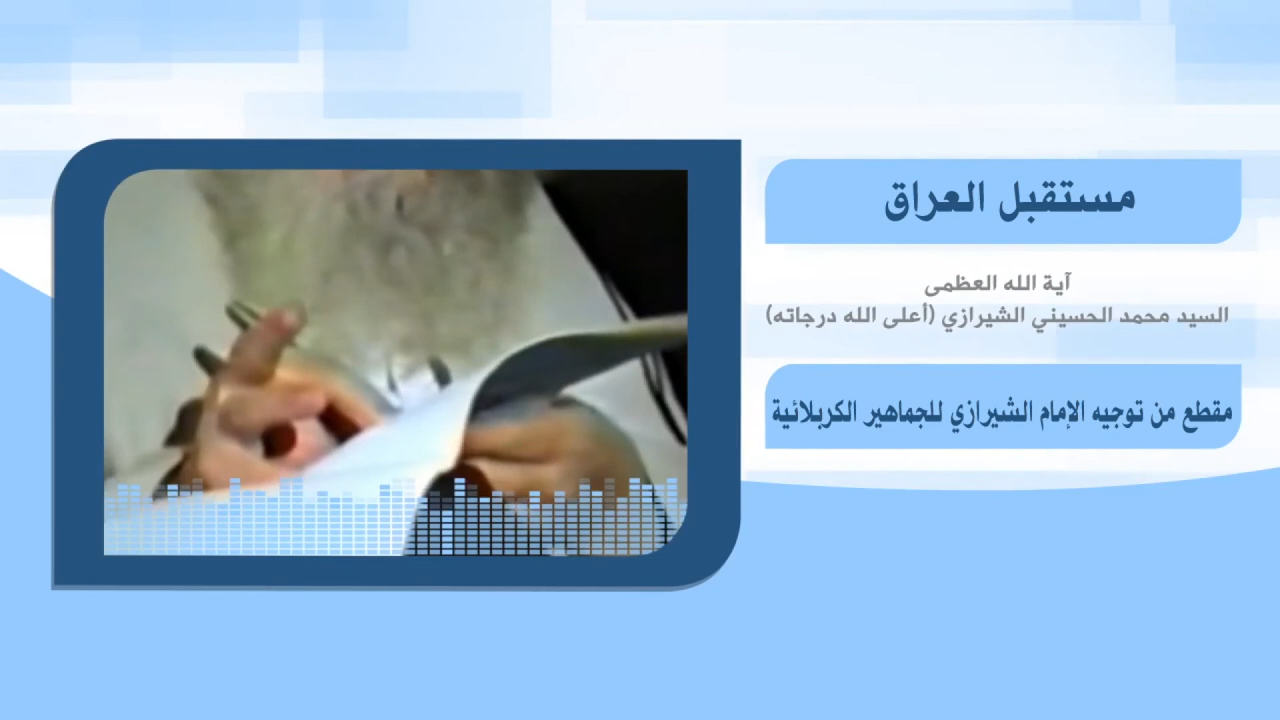 مستقبل العراق
آية الله العظمى
السيد محمد الحسيني الشيرازي (أعلى الله درجاته)
مقطع من توجيه الإمام الشيرازي للجماهير الكربلائية